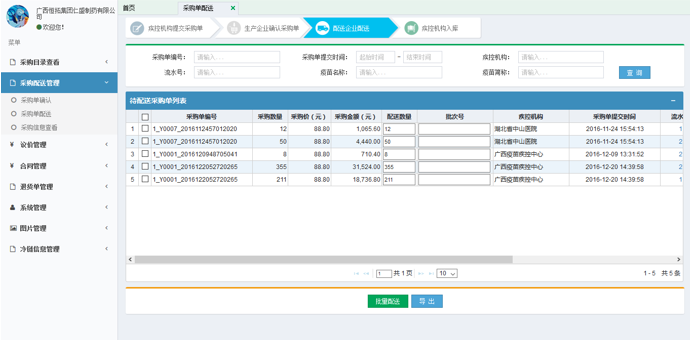 广西恒拓集团仁盛制药有限公司
欢迎您!
菜单
采购目录查看
采购配送管理
采购单确认
采购单配送
采购信息查看
议价管理
合同管理
退货单管理
系统管理
图片管理
冷链信息管理
首页 采购单配送 ×
疾控机构提交采购单 生产企业确认采购单 配送企业配送 疾控机构入库
采购单编号: 请输入... 采购单提交时间: 起始时间 - 结束时间 疾控机构: 请输入...
流水号: 请输入... 疫苗名称: 请输入... 疫苗简称: 请输入... 查 询
待配送采购单列表
采购单编号 采购数量 采购价(元) 采购金额(元) 配送数量 批次号 疾控机构 采购单提交时间 流水
1 1_Y0007_2016112457012020 12 88.80 1,065.60 12 湖北省中山医院 2016-11-24 15:54:13 1
2 1_Y0007_2016112457012020 50 88.80 4,440.00 50 湖北省中山医院 2016-11-24 15:54:13 2
3 1_Y0001_2016120948705041 8 88.80 710.40 8 广西疫苗疾控中心 2016-12-09 13:31:52 1
4 1_Y0001_2016122052720265 355 88.80 31,524.00 355 广西疫苗疾控中心 2016-12-20 14:39:58 2
5 1_Y0001_2016122052720265 211 88.80 18,736.80 211 广西疫苗疾控中心 2016-12-20 14:39:58 1
1 共 1 页 10 1 - 5 共 5 条
批量配送 导 出